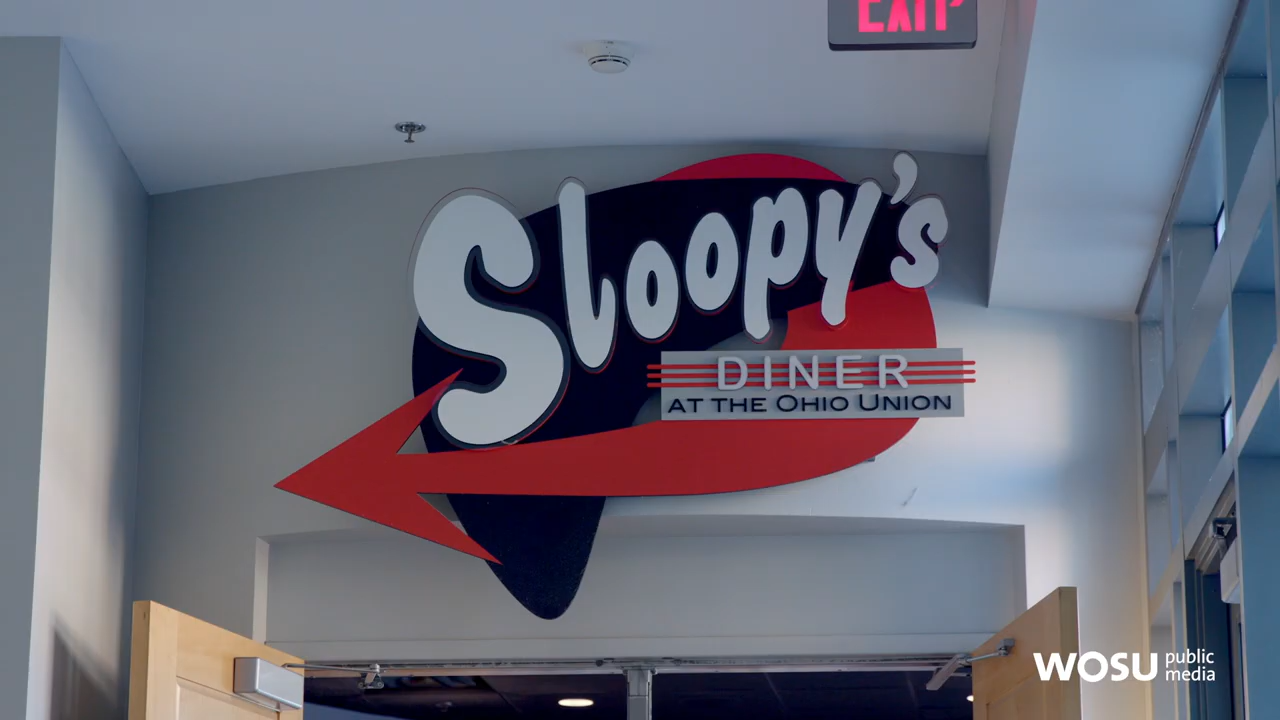 EXIT
Sloopy's
DINER
AT THE OHIO UNION
WOSU public
media